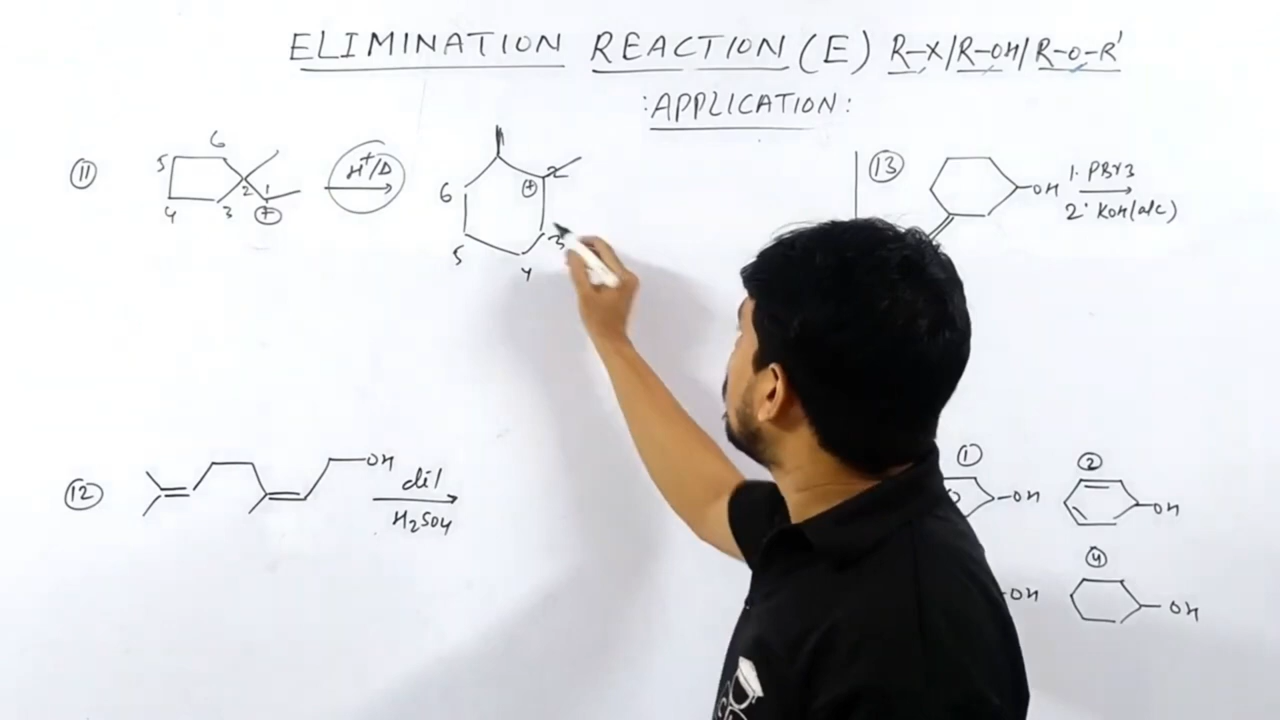 ELIMINATION REACTION (E) R-X/R-OH/R-O-R'
:APPLICATION:
11
5
6
4
3
2
1
+
H⁺/Δ
6
5
4
3
2
+
13
OH
1. PBr3
2. KOH(alc)
12
OH
dil
H2SO4
1
OH
2
OH
OH
4
OH